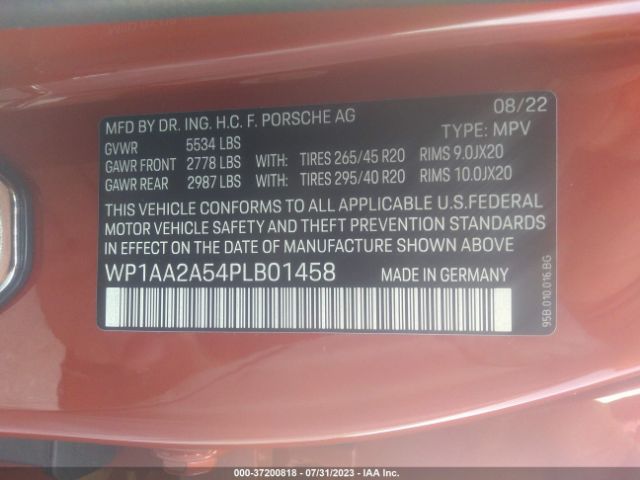 MFD BY DR. ING. H.C. F. PORSCHE AG 08/22
GVWR 5534 LBS TYPE: MPV
GAWR FRONT 2778 LBS WITH: TIRES 265/45 R20 RIMS 9.0JX20
GAWR REAR 2987 LBS WITH: TIRES 295/40 R20 RIMS 10.0JX20
THIS VEHICLE CONFORMS TO ALL APPLICABLE U.S.FEDERAL
MOTOR VEHICLE SAFETY AND THEFT PREVENTION STANDARDS
IN EFFECT ON THE DATE OF MANUFACTURE SHOWN ABOVE
WP1AA2A54PLB01458 MADE IN GERMANY
95B.010.016.BG
000-37200818 - 07/31/2023 - IAA Inc.